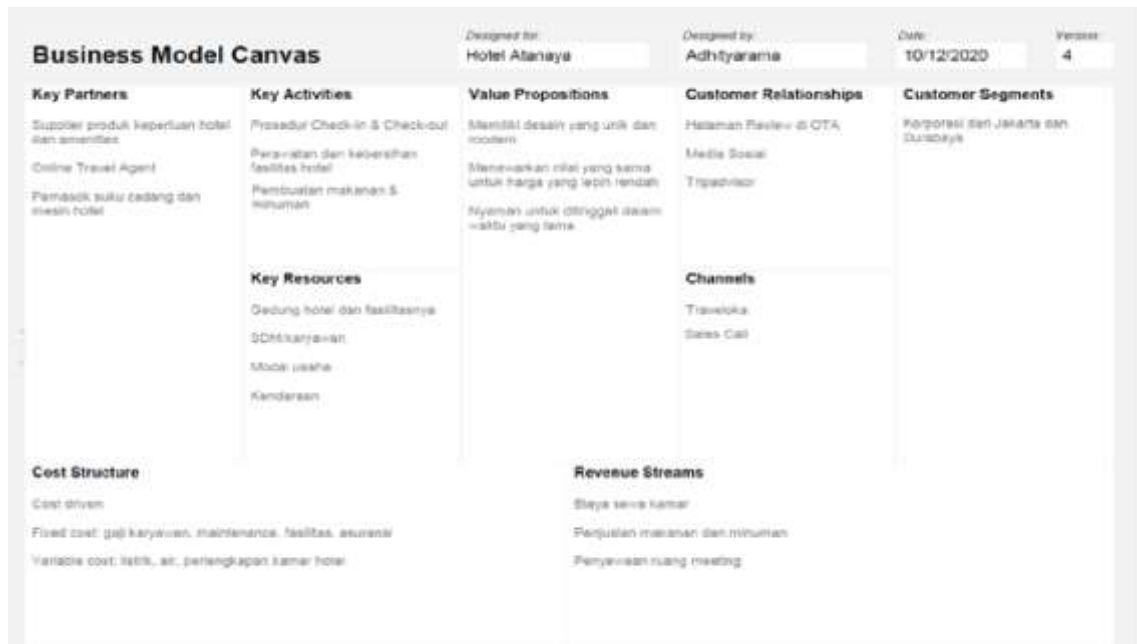 Business Model Canvas
Designed for:
Hotel Atanaya
Designed by:
Adhityarama
Date:
10/12/2020
Version:
4
Key Partners
Supplier produk keperluan hotel
dan amenities
Online Travel Agent
Pemasok suku cadang dan
mesin hotel
Key Activities
Prosedur Check-in & Check-out
Perawatan dan kebersihan
fasilitas hotel
Pembuatan makanan &
minuman
Key Resources
Gedung hotel dan fasilitasnya
SDM/karyawan
Modal usaha
Kendaraan
Value Propositions
Memiliki desain yang unik dan
modern
Menawarkan nilai yang sama
untuk harga yang lebih rendah
Nyaman untuk ditinggali dalam
waktu yang lama
Customer Relationships
Halaman Review di OTA
Media Sosial
Tripadvisor
Channels
Traveloka
Sales Call
Customer Segments
Korporasi dari Jakarta dan
Surabaya
Cost Structure
Cost driven
Fixed cost: gaji karyawan, maintenance, fasilitas, asuransi
Variable cost: listrik, air, perlengkapan kamar hotel
Revenue Streams
Biaya sewa kamar
Penjualan makanan dan minuman
Penyewaan ruang meeting